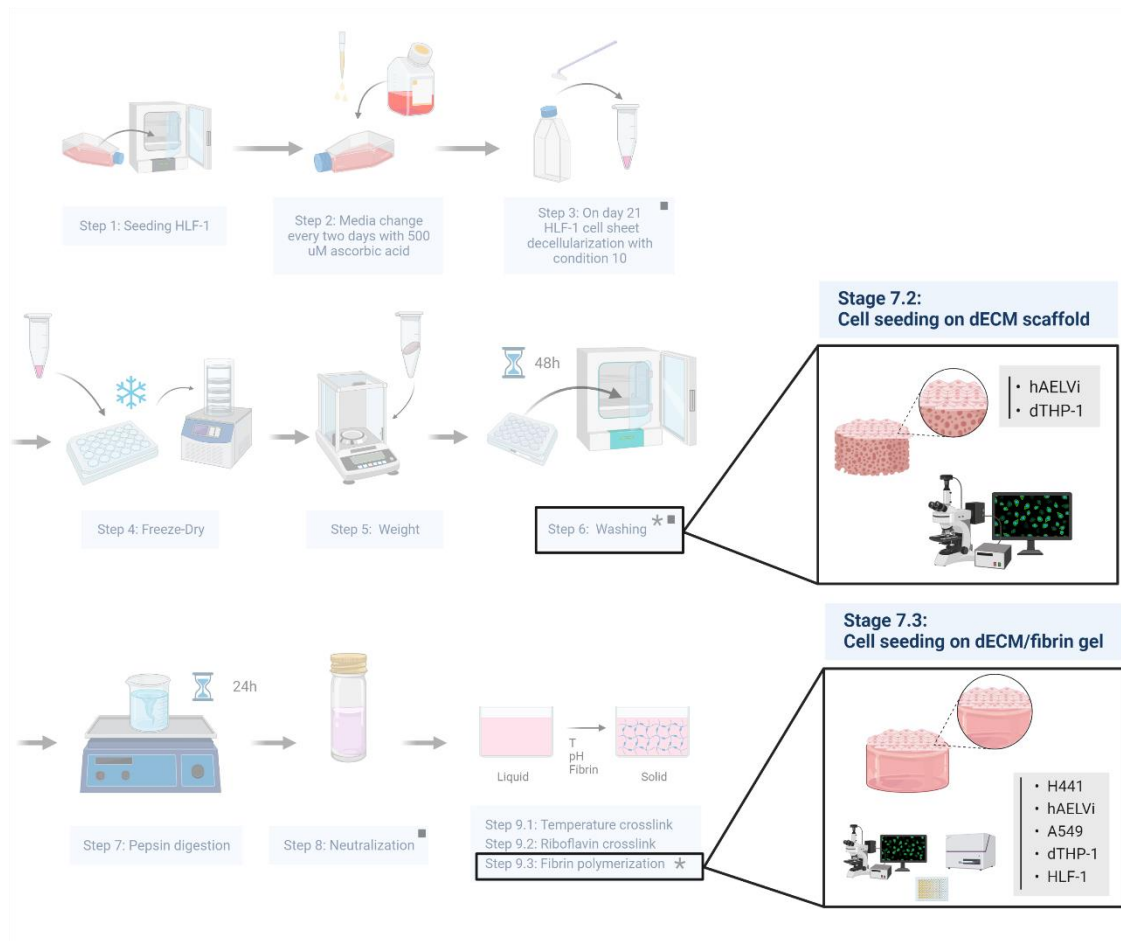 Step 1: Seeding HLF-1
Step 2: Media change
every two days with 500
uM ascorbic acid
Step 3: On day 21
HLF-1 cell sheet
decellularization with
condition 10
Stage 7.2:
Cell seeding on dECM scaffold
48h
• hAELVi
• dTHP-1
Step 4: Freeze-Dry
Step 5: Weight
Step 6: Washing *
Stage 7.3:
Cell seeding on dECM/fibrin gel
24h
T
pH
Fibrin
Liquid
Solid
• H441
• hAELVi
• A549
• dTHP-1
• HLF-1
Step 7: Pepsin digestion
Step 8: Neutralization
Step 9.1: Temperature crosslink
Step 9.2: Riboflavin crosslink
Step 9.3: Fibrin polymerization *